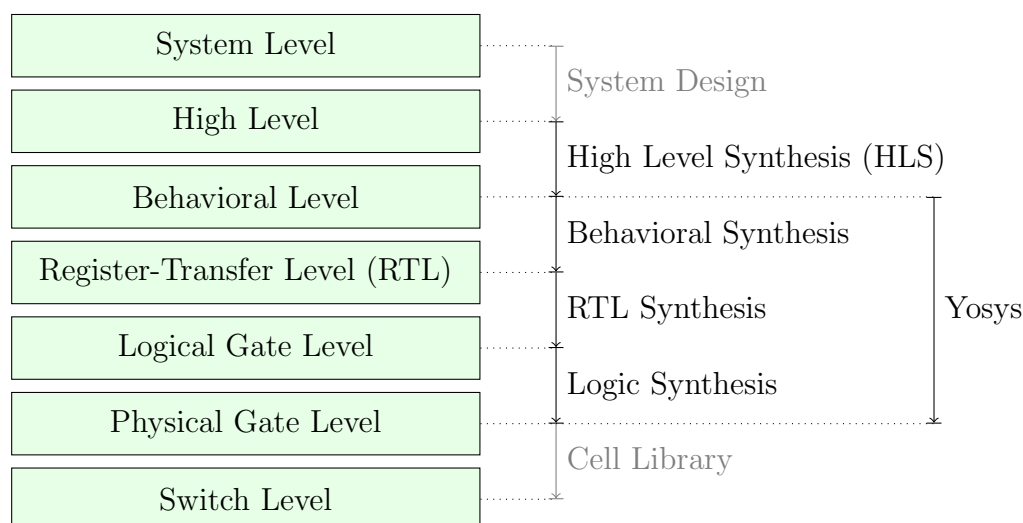 System Level
System Design
High Level
High Level Synthesis (HLS)
Behavioral Level
Behavioral Synthesis
Register-Transfer Level (RTL)
RTL Synthesis
Yosys
Logical Gate Level
Logic Synthesis
Physical Gate Level
Cell Library
Switch Level